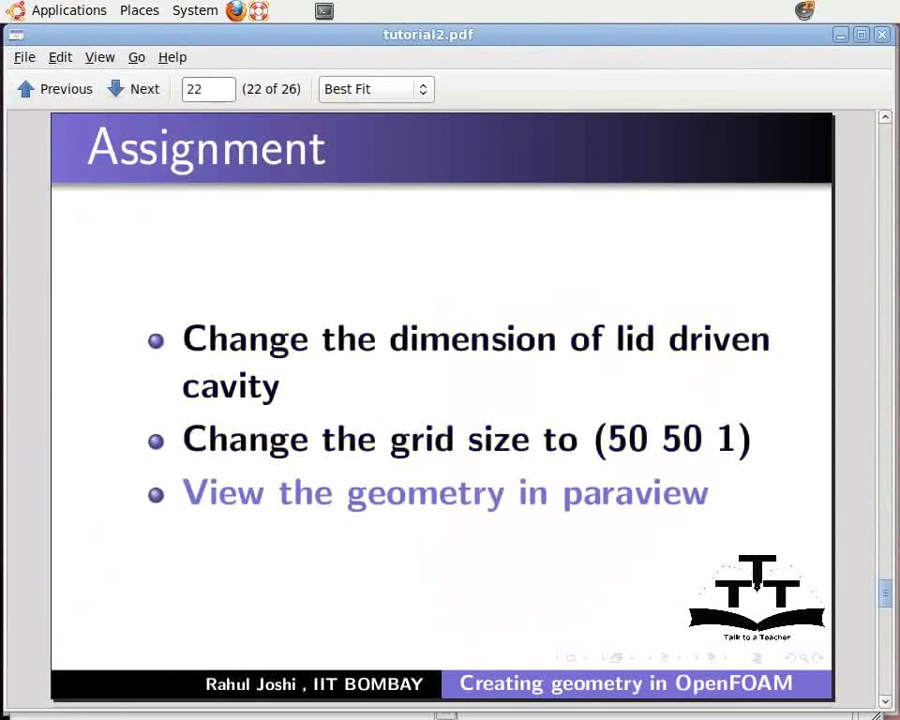 Applications Places System
tutorial2.pdf
File Edit View Go Help
Previous Next 22 (22 of 26) Best Fit
Assignment
Change the dimension of lid driven
cavity
Change the grid size to (50 50 1)
View the geometry in paraview
T T T
Talk to a Teacher
Rahul Joshi , IIT BOMBAY Creating geometry in OpenFOAM